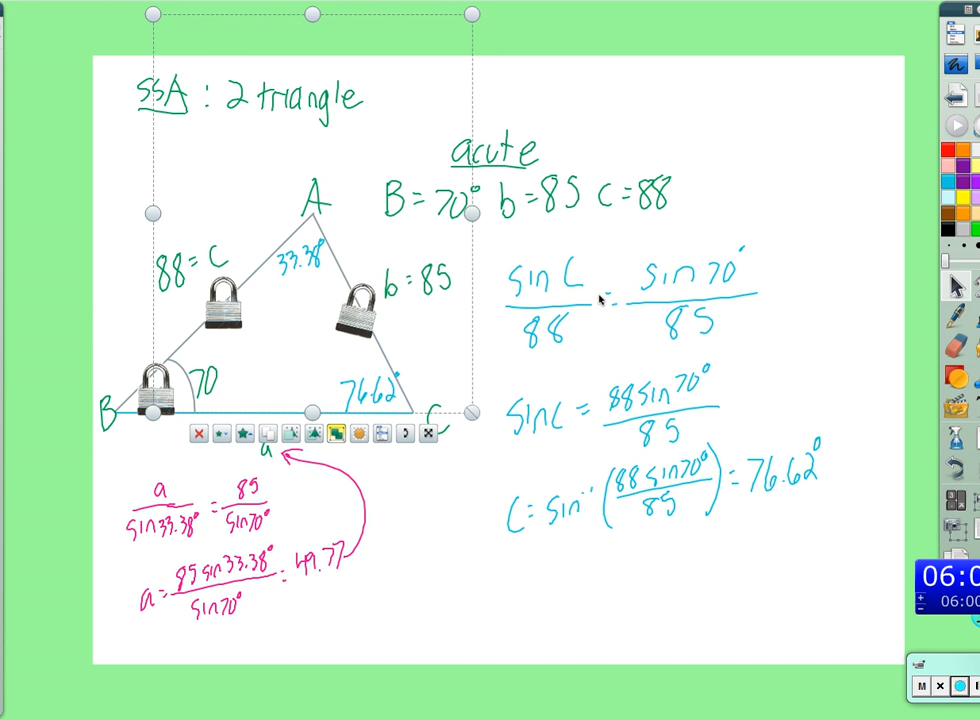 SSA : 2 triangle
acute
B = 70° b = 85 c = 88
A
33.38°
88 = c
b = 85
70
76.62°
B
C
a
sin C / 88 = sin 70° / 85
sin C = 88 sin 70° / 85
C = sin⁻¹ (88 sin 70° / 85) = 76.62°
a / sin 33.38° = 85 / sin 70°
a = 85 sin 33.38° / sin 70° = 49.77
06:0
06:00
M